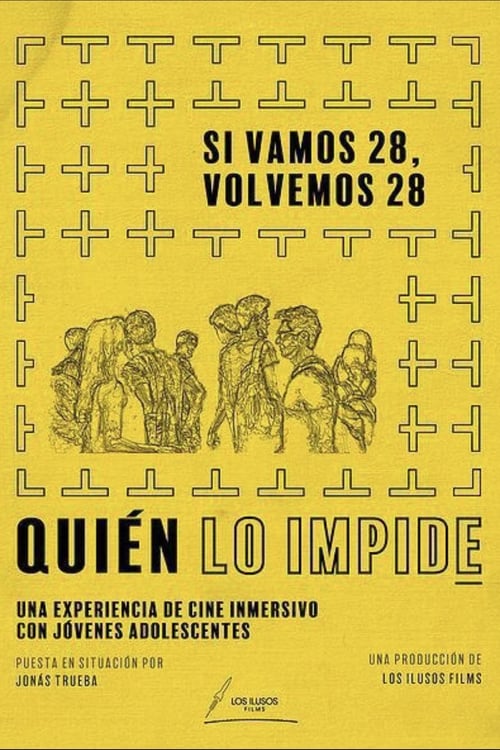 SI VAMOS 28,
VOLVEMOS 28
QUIÉN LO IMPIDE
UNA EXPERIENCIA DE CINE INMERSIVO
CON JÓVENES ADOLESCENTES
PUESTA EN SITUACIÓN POR
JONÁS TRUEBA
UNA PRODUCCIÓN DE
LOS ILUSOS FILMS
LOS ILUSOS
FILMS